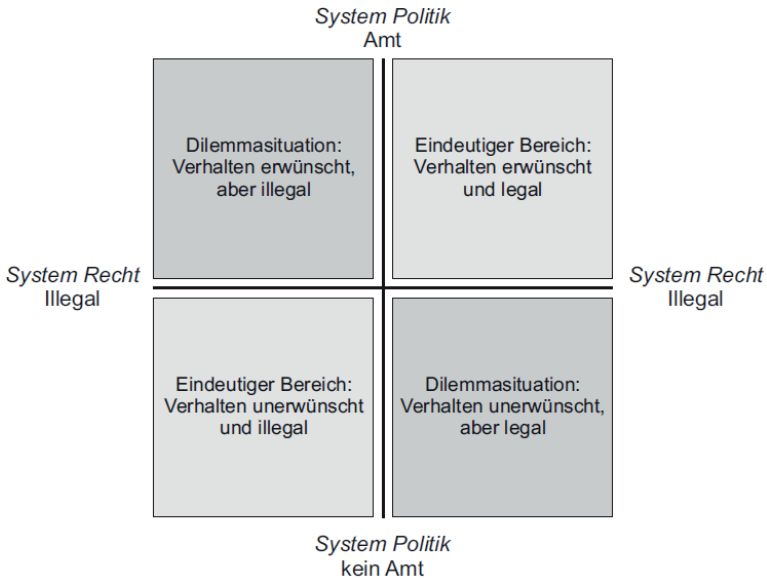 System Politik
Amt
Dilemmasituation:
Verhalten erwünscht,
aber illegal
Eindeutiger Bereich:
Verhalten erwünscht
und legal
System Recht
Illegal
System Recht
Illegal
Eindeutiger Bereich:
Verhalten unerwünscht
und illegal
Dilemmasituation:
Verhalten unerwünscht,
aber legal
System Politik
kein Amt